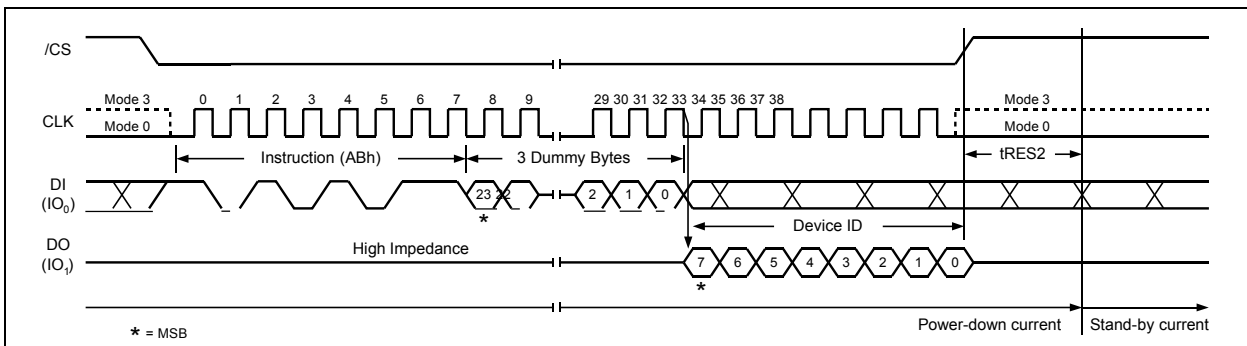 /CS
Mode 3
0 1 2 3 4 5 6 7 8 9 29 30 31 32 33 34 35 36 37 38
Mode 3
CLK
Mode 0
Mode 0
Instruction (ABh)
3 Dummy Bytes
tRES2
DI
(IO0)
23 22 2 1 0
*
Device ID
DO
(IO1)
High Impedance
7 6 5 4 3 2 1 0
*
Power-down current
Stand-by current
* = MSB